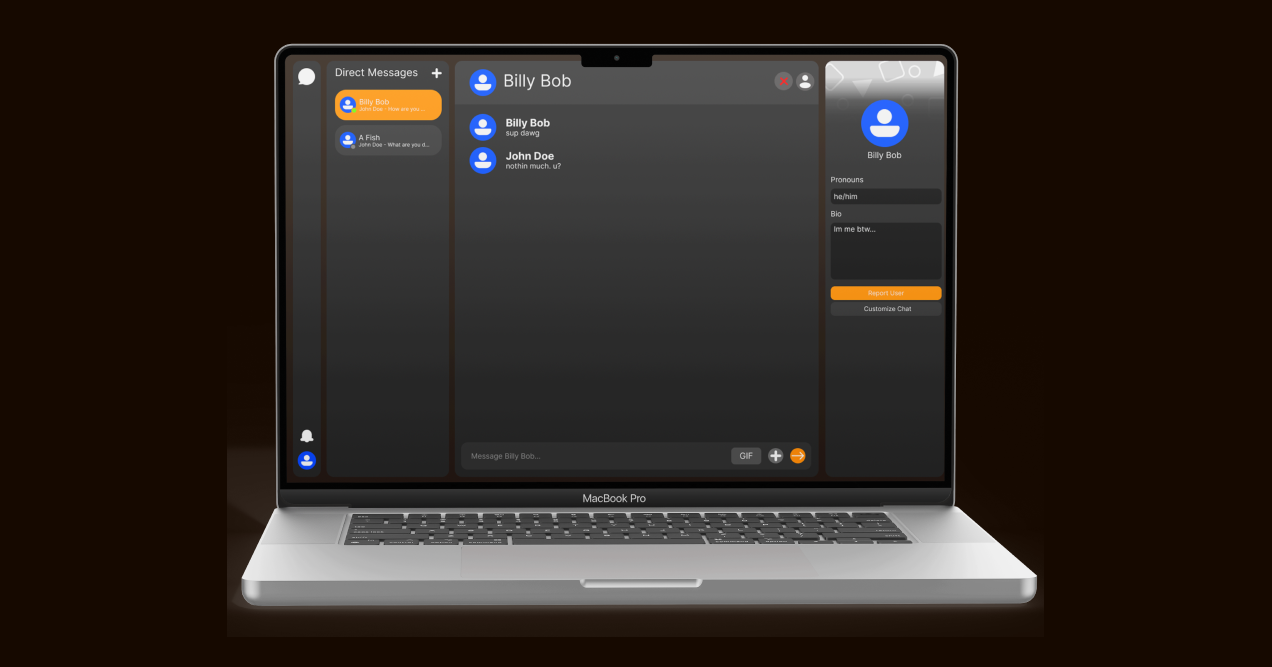 Direct Messages
Billy Bob
John Doe - How are you ...
A Fish
John Doe - What are you d...
Billy Bob
Billy Bob
sup dawg
John Doe
nothin much. u?
Message Billy Bob...
GIF
Billy Bob
Pronouns
he/him
Bio
Im me btw...
Report User
Customize Chat
MacBook Pro